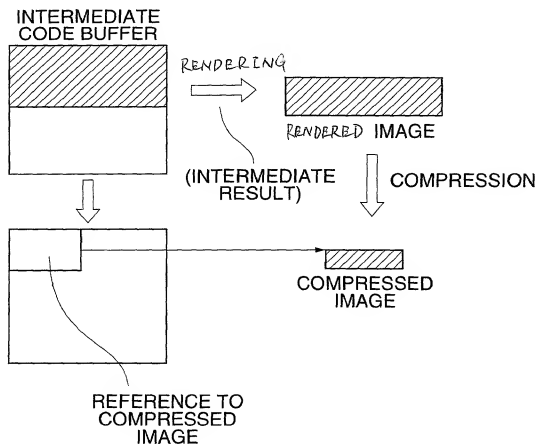 INTERMEDIATE
CODE BUFFER
RENDERING
RENDERED IMAGE
(INTERMEDIATE
RESULT)
COMPRESSION
COMPRESSED
IMAGE
REFERENCE TO
COMPRESSED
IMAGE